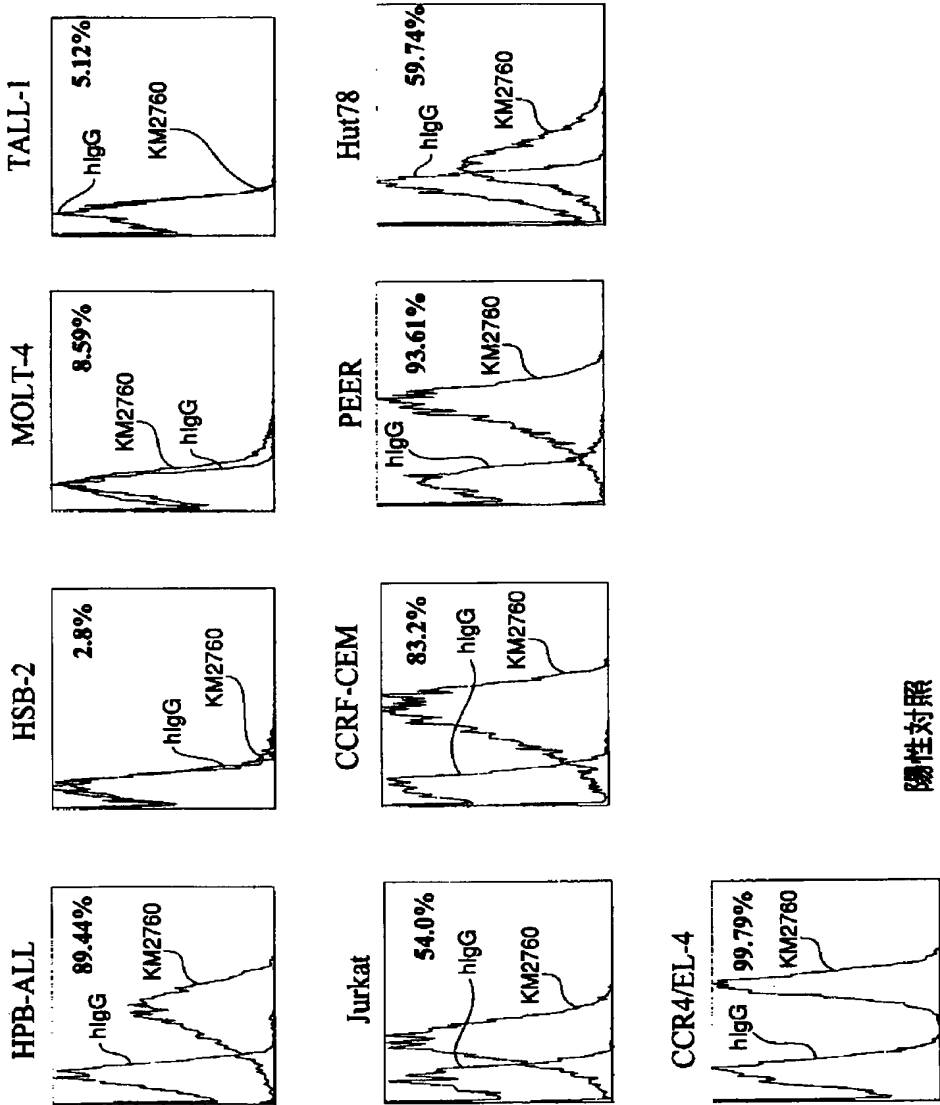 HPB-ALL
89.44%
hIgG
KM2760
HSB-2
2.8%
hIgG
KM2760
MOLT-4
8.59%
KM2760
hIgG
TALL-1
5.12%
hIgG
KM2760
Jurkat
54.0%
hIgG
KM2760
CCRF-CEM
83.2%
hIgG
KM2760
PEER
93.61%
hIgG
KM2760
Hut78
59.74%
hIgG
KM2760
CCR4/EL-4
99.79%
hIgG
KM2760
陽性対照